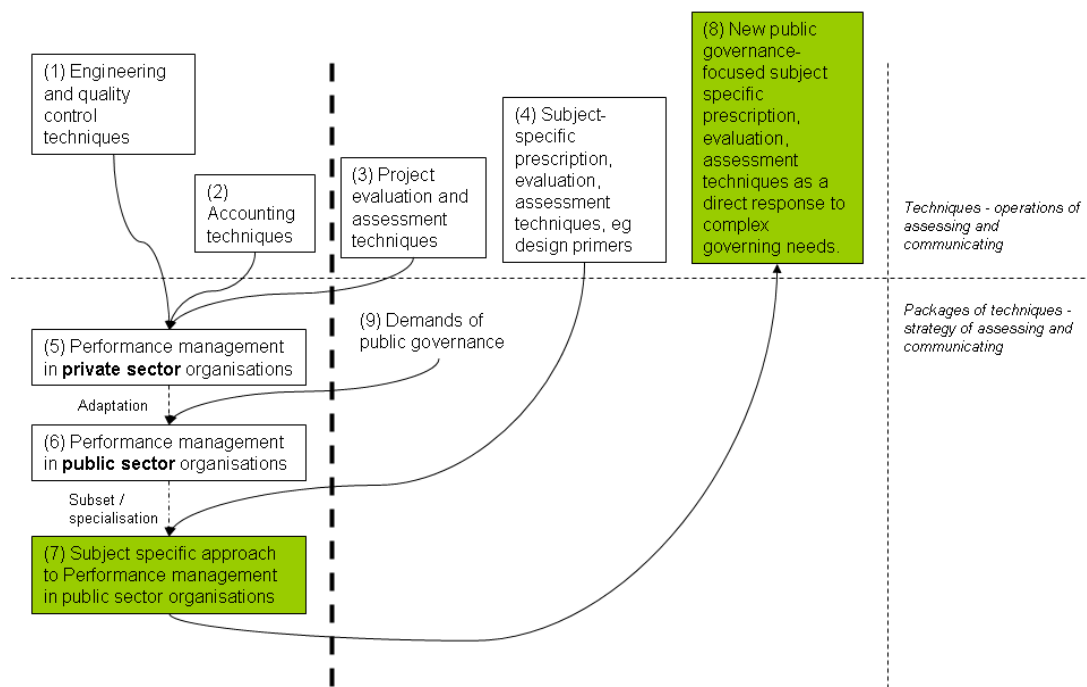 (1) Engineering
and quality
control
techniques
(2)
Accounting
techniques
(3) Project
evaluation and
assessment
techniques
(4) Subject-
specific
prescription,
evaluation,
assessment
techniques, eg
design primers
(8) New public
governance-
focused subject
specific
prescription,
evaluation,
assessment
techniques as a
direct response to
complex
governing needs.
Techniques - operations of
assessing and
communicating
Packages of techniques -
strategy of assessing and
communicating
(9) Demands of
public governance
(5) Performance management
in private sector organisations
Adaptation
(6) Performance management
in public sector organisations
Subset /
specialisation
(7) Subject specific approach
to Performance management
in public sector organisations